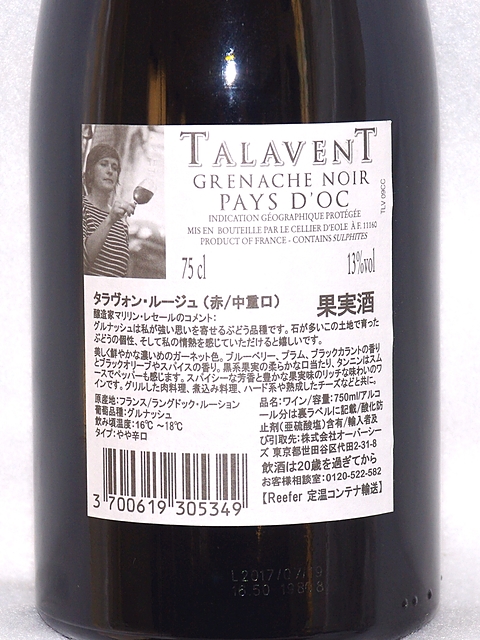 TALAVENT
GRENACHE NOIR
PAYS D'OC
INDICATION GÉOGRAPHIQUE PROTÉGÉE
MIS EN BOUTEILLE PAR LE CELLIER D'EOLE À F. 11160
PRODUCT OF FRANCE - CONTAINS SULPHITES
TLV 09CC
75 cl
13%vol
タラヴォン・ルージュ（赤/中重口）
果実酒
醸造家マリリン・レセールのコメント:
グルナッシュは私が強い思いを寄せるぶどう品種です。石が多いこの土地で育った
ぶどうの個性、そして私の情熱を感じていただけると嬉しいです。
美しく鮮やかな濃いめのガーネット色。ブルーベリー、プラム、ブラックカラントの香り
とブラックオリーブやスパイスの香り。黒系果実の柔らかな口当たり、タンニンはスム
ースでペッパーも感じます。スパイシーな芳香と豊かな果実味のリッチな味わいのワ
インです。グリルした肉料理、煮込み料理、ハード系や熟成したチーズなどと共に。
原産地:フランス/ラングドック・ルーション
葡萄品種:グルナッシュ
飲み頃温度:16℃ ～18℃
タイプ:やや辛口
品名:ワイン/容量:750ml/アルコ
ール分は裏ラベルに記載/酸化防
止剤(亜硫酸塩)含有/輸入者及
び引取先:株式会社オーバーシー
ズ 東京都世田谷区代田2-31-8
飲酒は20歳を過ぎてから
お客様相談室:0120-522-582
【Reefer 定温コンテナ輸送】
3 700619 305349
L2017/07/19
16:50